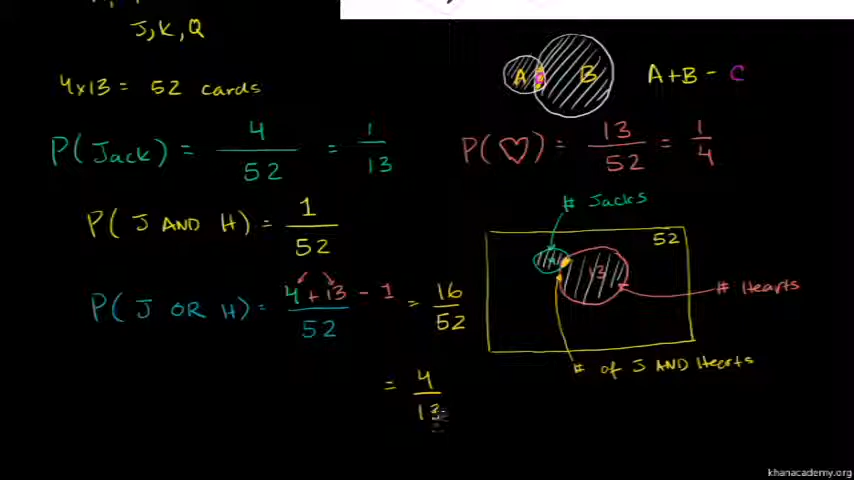 J, K, Q
4x13 = 52 cards
A B A+B - C
P(Jack) = 4/52 = 1/13
P(♡) = 13/52 = 1/4
P( J AND H) = 1/52
# Jacks
52
4 13
P( J OR H) = 4+13 - 1/52 = 16/52
# Hearts
# of J AND Hearts
= 4/13
khanacademy.org